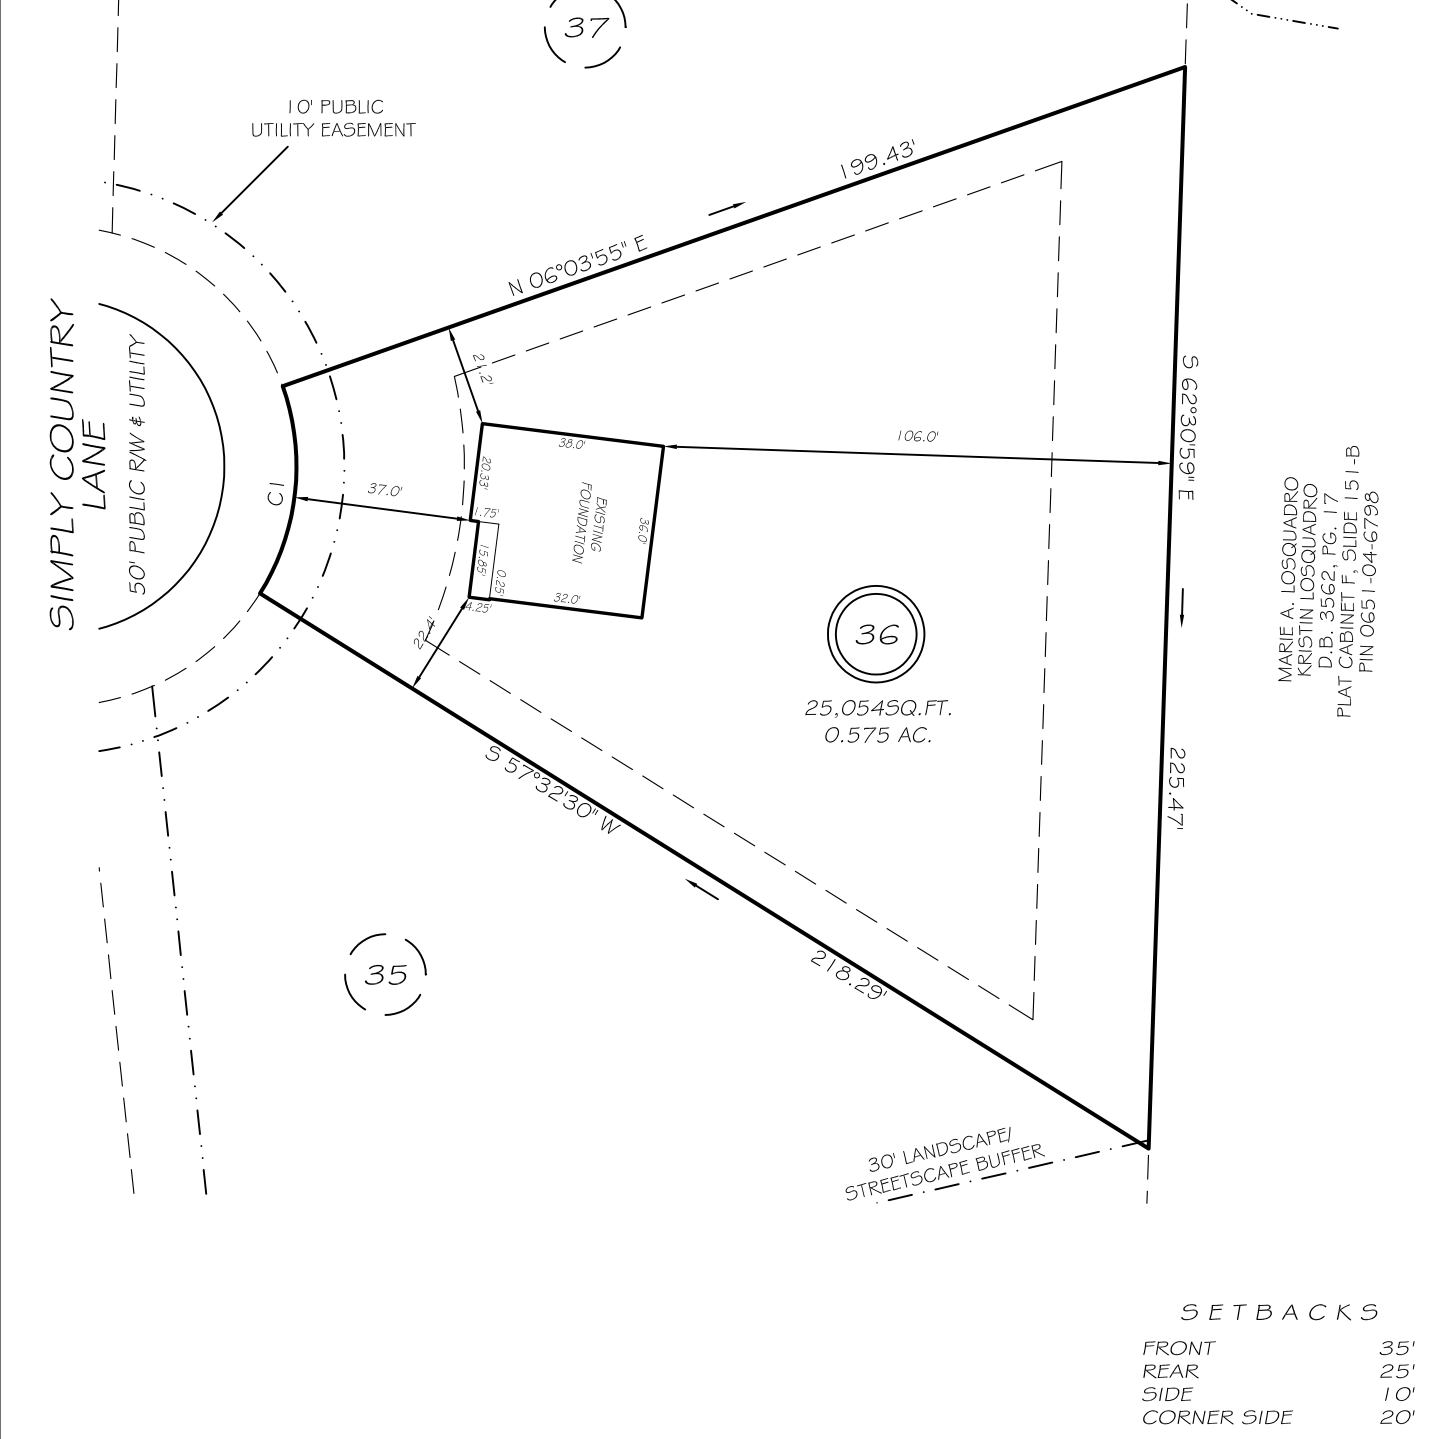 37
10' PUBLIC
UTILITY EASEMENT
199.43'
N 06°03'55" E
SIMPLY COUNTRY
LANE
50' PUBLIC R/W & UTILITY
C1
21.2'
38.0'
20.33'
37.0'
1.75'
15.85'
0.25'
4.25'
32.0'
36.0'
EXISTING
FOUNDATION
22.4'
106.0'
S 62°30'59" E
225.47'
36
25,054SQ.FT.
0.575 AC.
MARIE A. LOSQUADRO
KRISTIN LOSQUADRO
D.B. 3562, PG. 17
PLAT CABINET F, SLIDE 151-B
PIN 0651-04-6798
S 57°32'30" W
218.29'
35
30' LANDSCAPE/
STREETSCAPE BUFFER
SETBACKS
FRONT 35'
REAR 25'
SIDE 10'
CORNER SIDE 20'